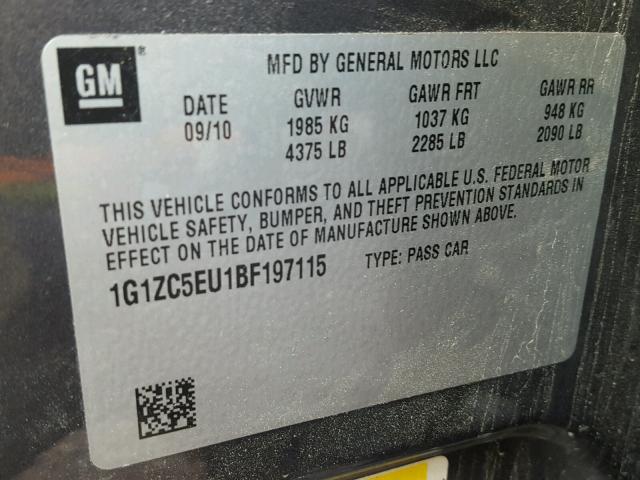 GM
MFD BY GENERAL MOTORS LLC
DATE GVWR GAWR FRT GAWR RR
09/10 1985 KG 1037 KG 948 KG
4375 LB 2285 LB 2090 LB
THIS VEHICLE CONFORMS TO ALL APPLICABLE U.S. FEDERAL MOTOR
VEHICLE SAFETY, BUMPER, AND THEFT PREVENTION STANDARDS IN
EFFECT ON THE DATE OF MANUFACTURE SHOWN ABOVE.
1G1ZC5EU1BF197115 TYPE: PASS CAR